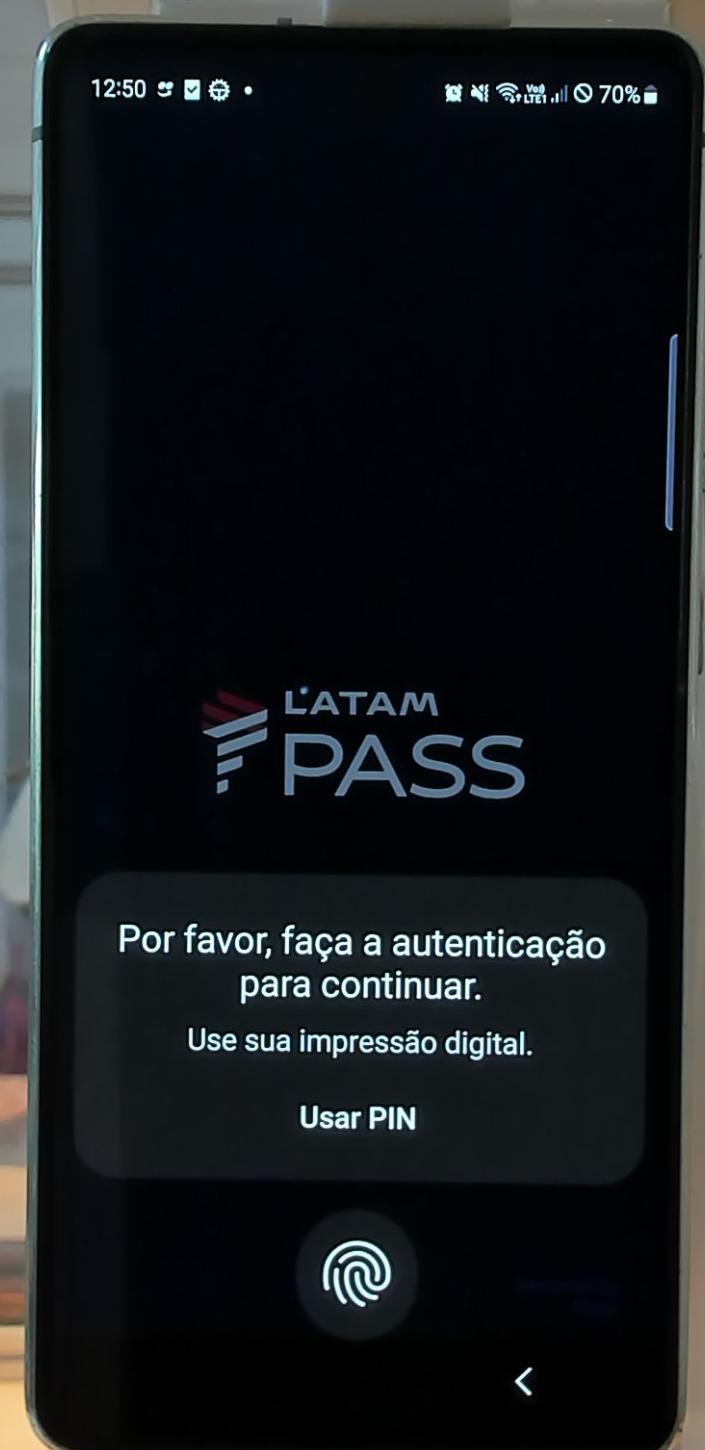 12:50
Vo)) LTE1 70%
LATAM
PASS
Por favor, faça a autenticação
para continuar.
Use sua impressão digital.
Usar PIN